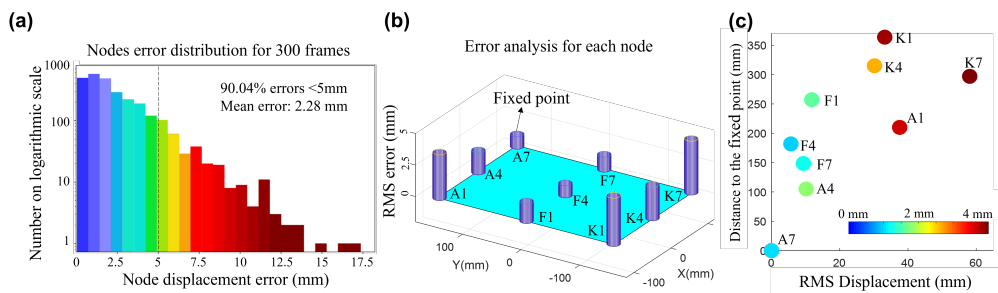 (a)
Nodes error distribution for 300 frames
Number on logarithmic scale
1000
100
10
1
90.04% errors <5mm
Mean error: 2.28 mm
0 2.5 5 7.5 10 12.5 15 17.5
Node displacement error (mm)
(b)
Error analysis for each node
Fixed point
RMS error (mm)
5
2.5
0
A7
A4
A1
F7
F4
F1
K7
K4
K1
100
0
-100
Y(mm)
100
0
-100
X(mm)
(c)
Distance to the fixed point (mm)
350
300
250
200
150
100
50
0
K1
K4
K7
F1
A1
F4
F7
A4
A7
0 mm 2 mm 4 mm
0 20 40 60
RMS Displacement (mm)